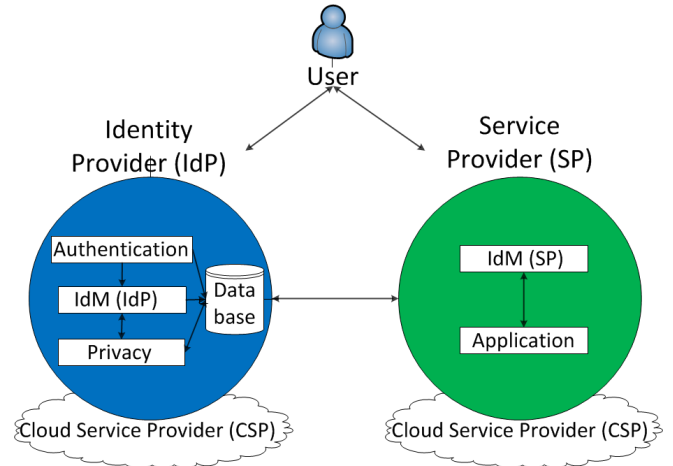 User
Identity
Provider (IdP)
Service
Provider (SP)
Authentication
IdM (IdP)
Privacy
Data
base
IdM (SP)
Application
Cloud Service Provider (CSP)
Cloud Service Provider (CSP)